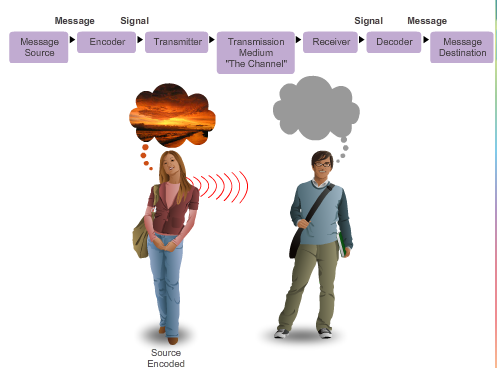 Message Signal Signal Message
Message
Source
Encoder
Transmitter
Transmission
Medium
"The Channel"
Receiver
Decoder
Message
Destination
Source
Encoded